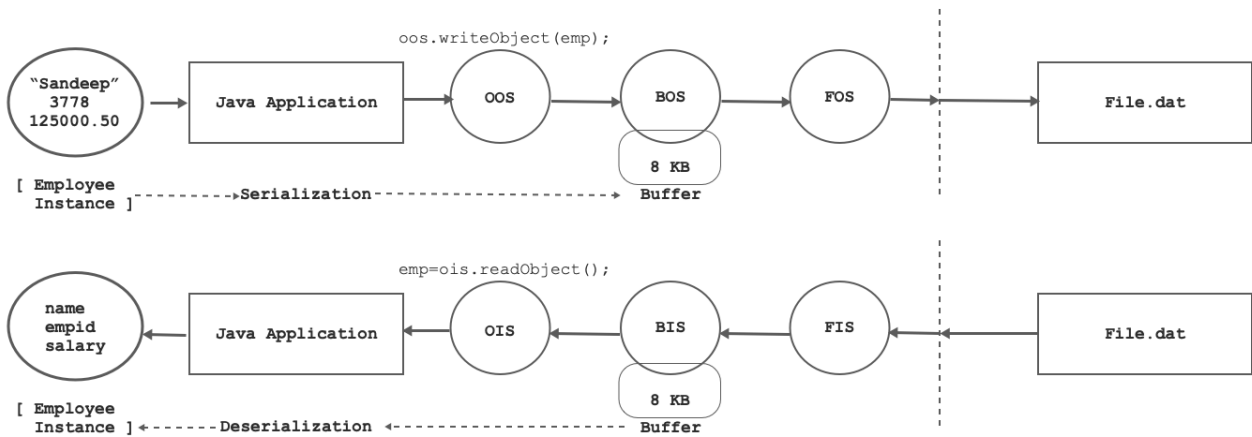 oos.writeObject(emp);
“Sandeep”
3778
125000.50
Java Application
OOS
BOS
FOS
File.dat
8 KB
Buffer
[ Employee
Instance ]
Serialization
emp=ois.readObject();
name
empid
salary
Java Application
OIS
BIS
FIS
File.dat
8 KB
Buffer
[ Employee
Instance ]
Deserialization